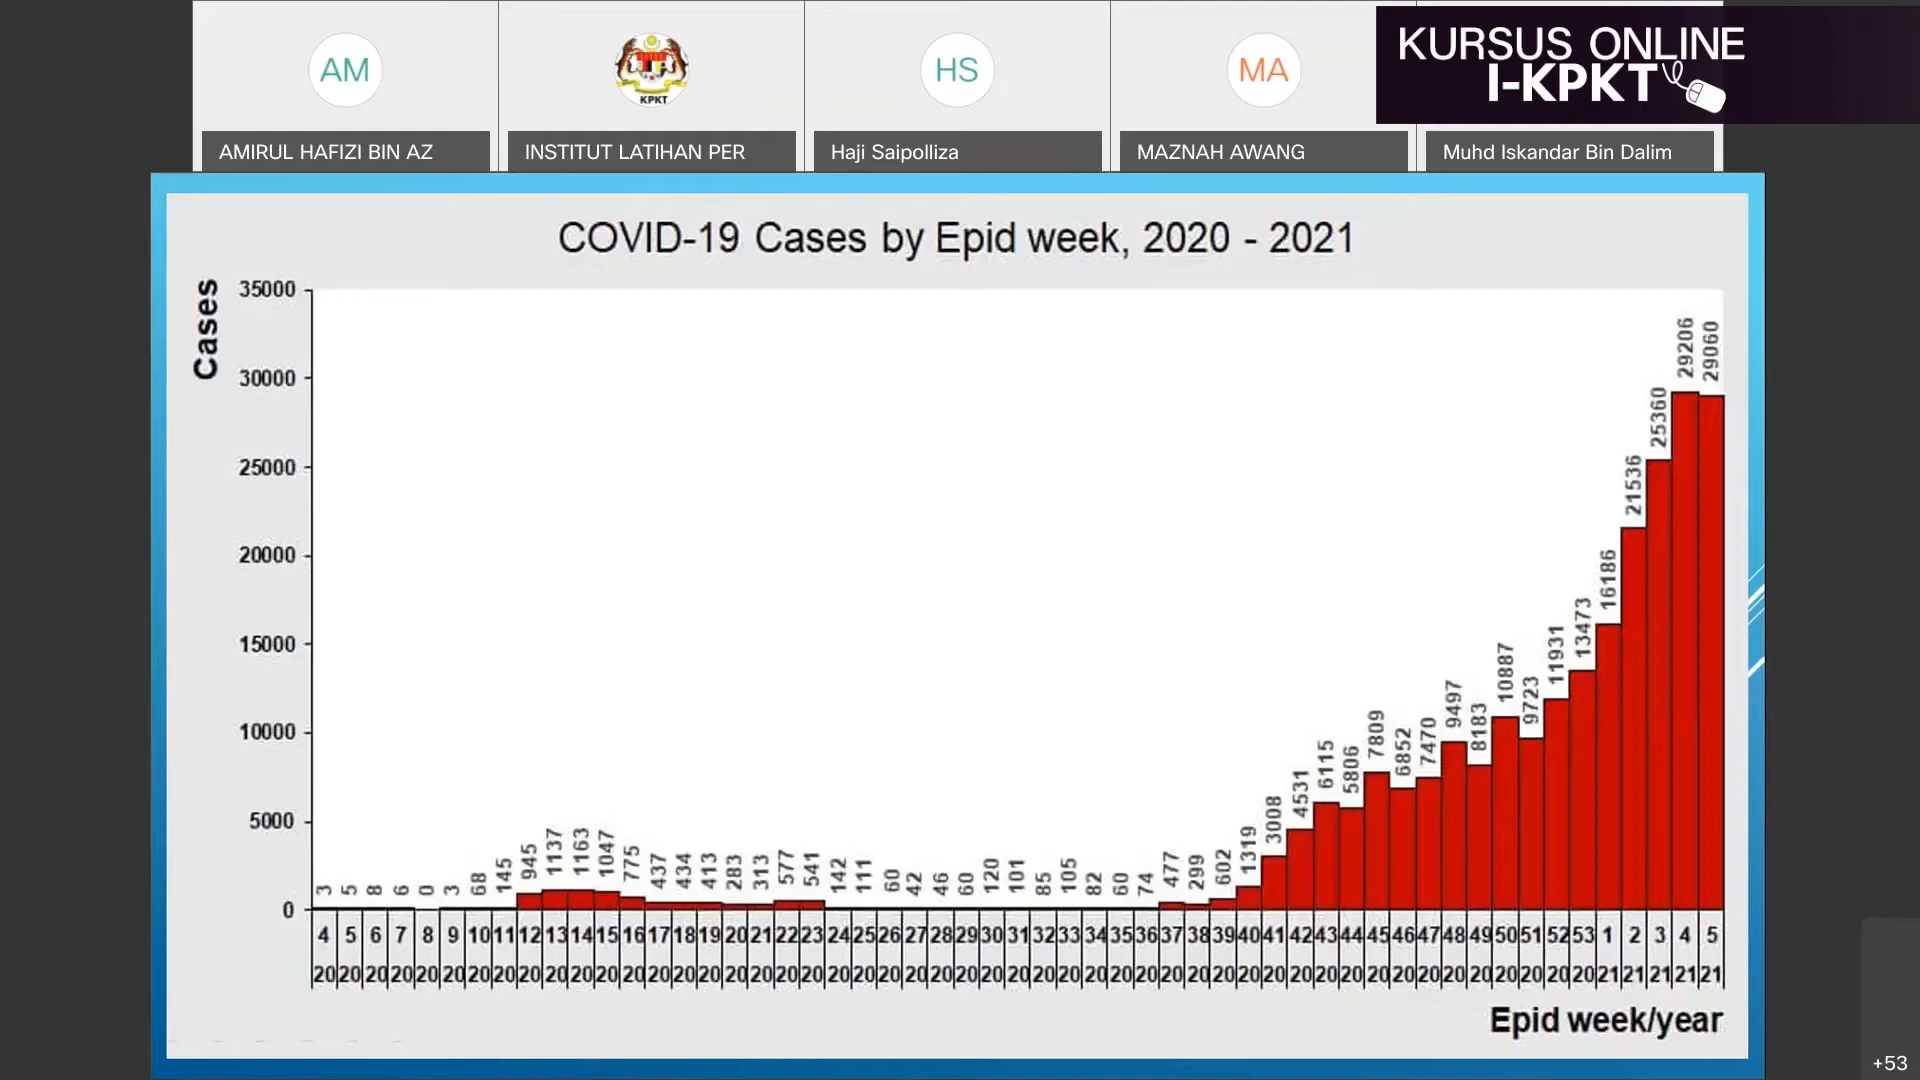 AM
KPKT
HS
MA
KURSUS ONLINE
I-KPKT
AMIRUL HAFIZI BIN AZ
INSTITUT LATIHAN PER
Haji Saipolliza
MAZNAH AWANG
Muhd Iskandar Bin Dalim
COVID-19 Cases by Epid week, 2020 - 2021
Cases
35000
30000
25000
20000
15000
10000
5000
0
3 5 8 6 0 3 68 145 945 1137 1163 1047 775 437 434 413 283 313 577 541 142 111 60 42 46 60 120 101 85 105 82 60 74 477 299 602 1319 3008 4531 6115 5806 7809 6852 7470 9497 8183 10887 9723 11931 13473 16186 21536 25360 29206 29060
4 5 6 7 8 9 10 11 12 13 14 15 16 17 18 19 20 21 22 23 24 25 26 27 28 29 30 31 32 33 34 35 36 37 38 39 40 41 42 43 44 45 46 47 48 49 50 51 52 53 1 2 3 4 5
20 20 20 20 20 20 20 20 20 20 20 20 20 20 20 20 20 20 20 20 20 20 20 20 20 20 20 20 20 20 20 20 20 20 20 20 20 20 20 20 20 20 20 20 20 20 20 20 20 20 21 21 21 21 21
Epid week/year
+53